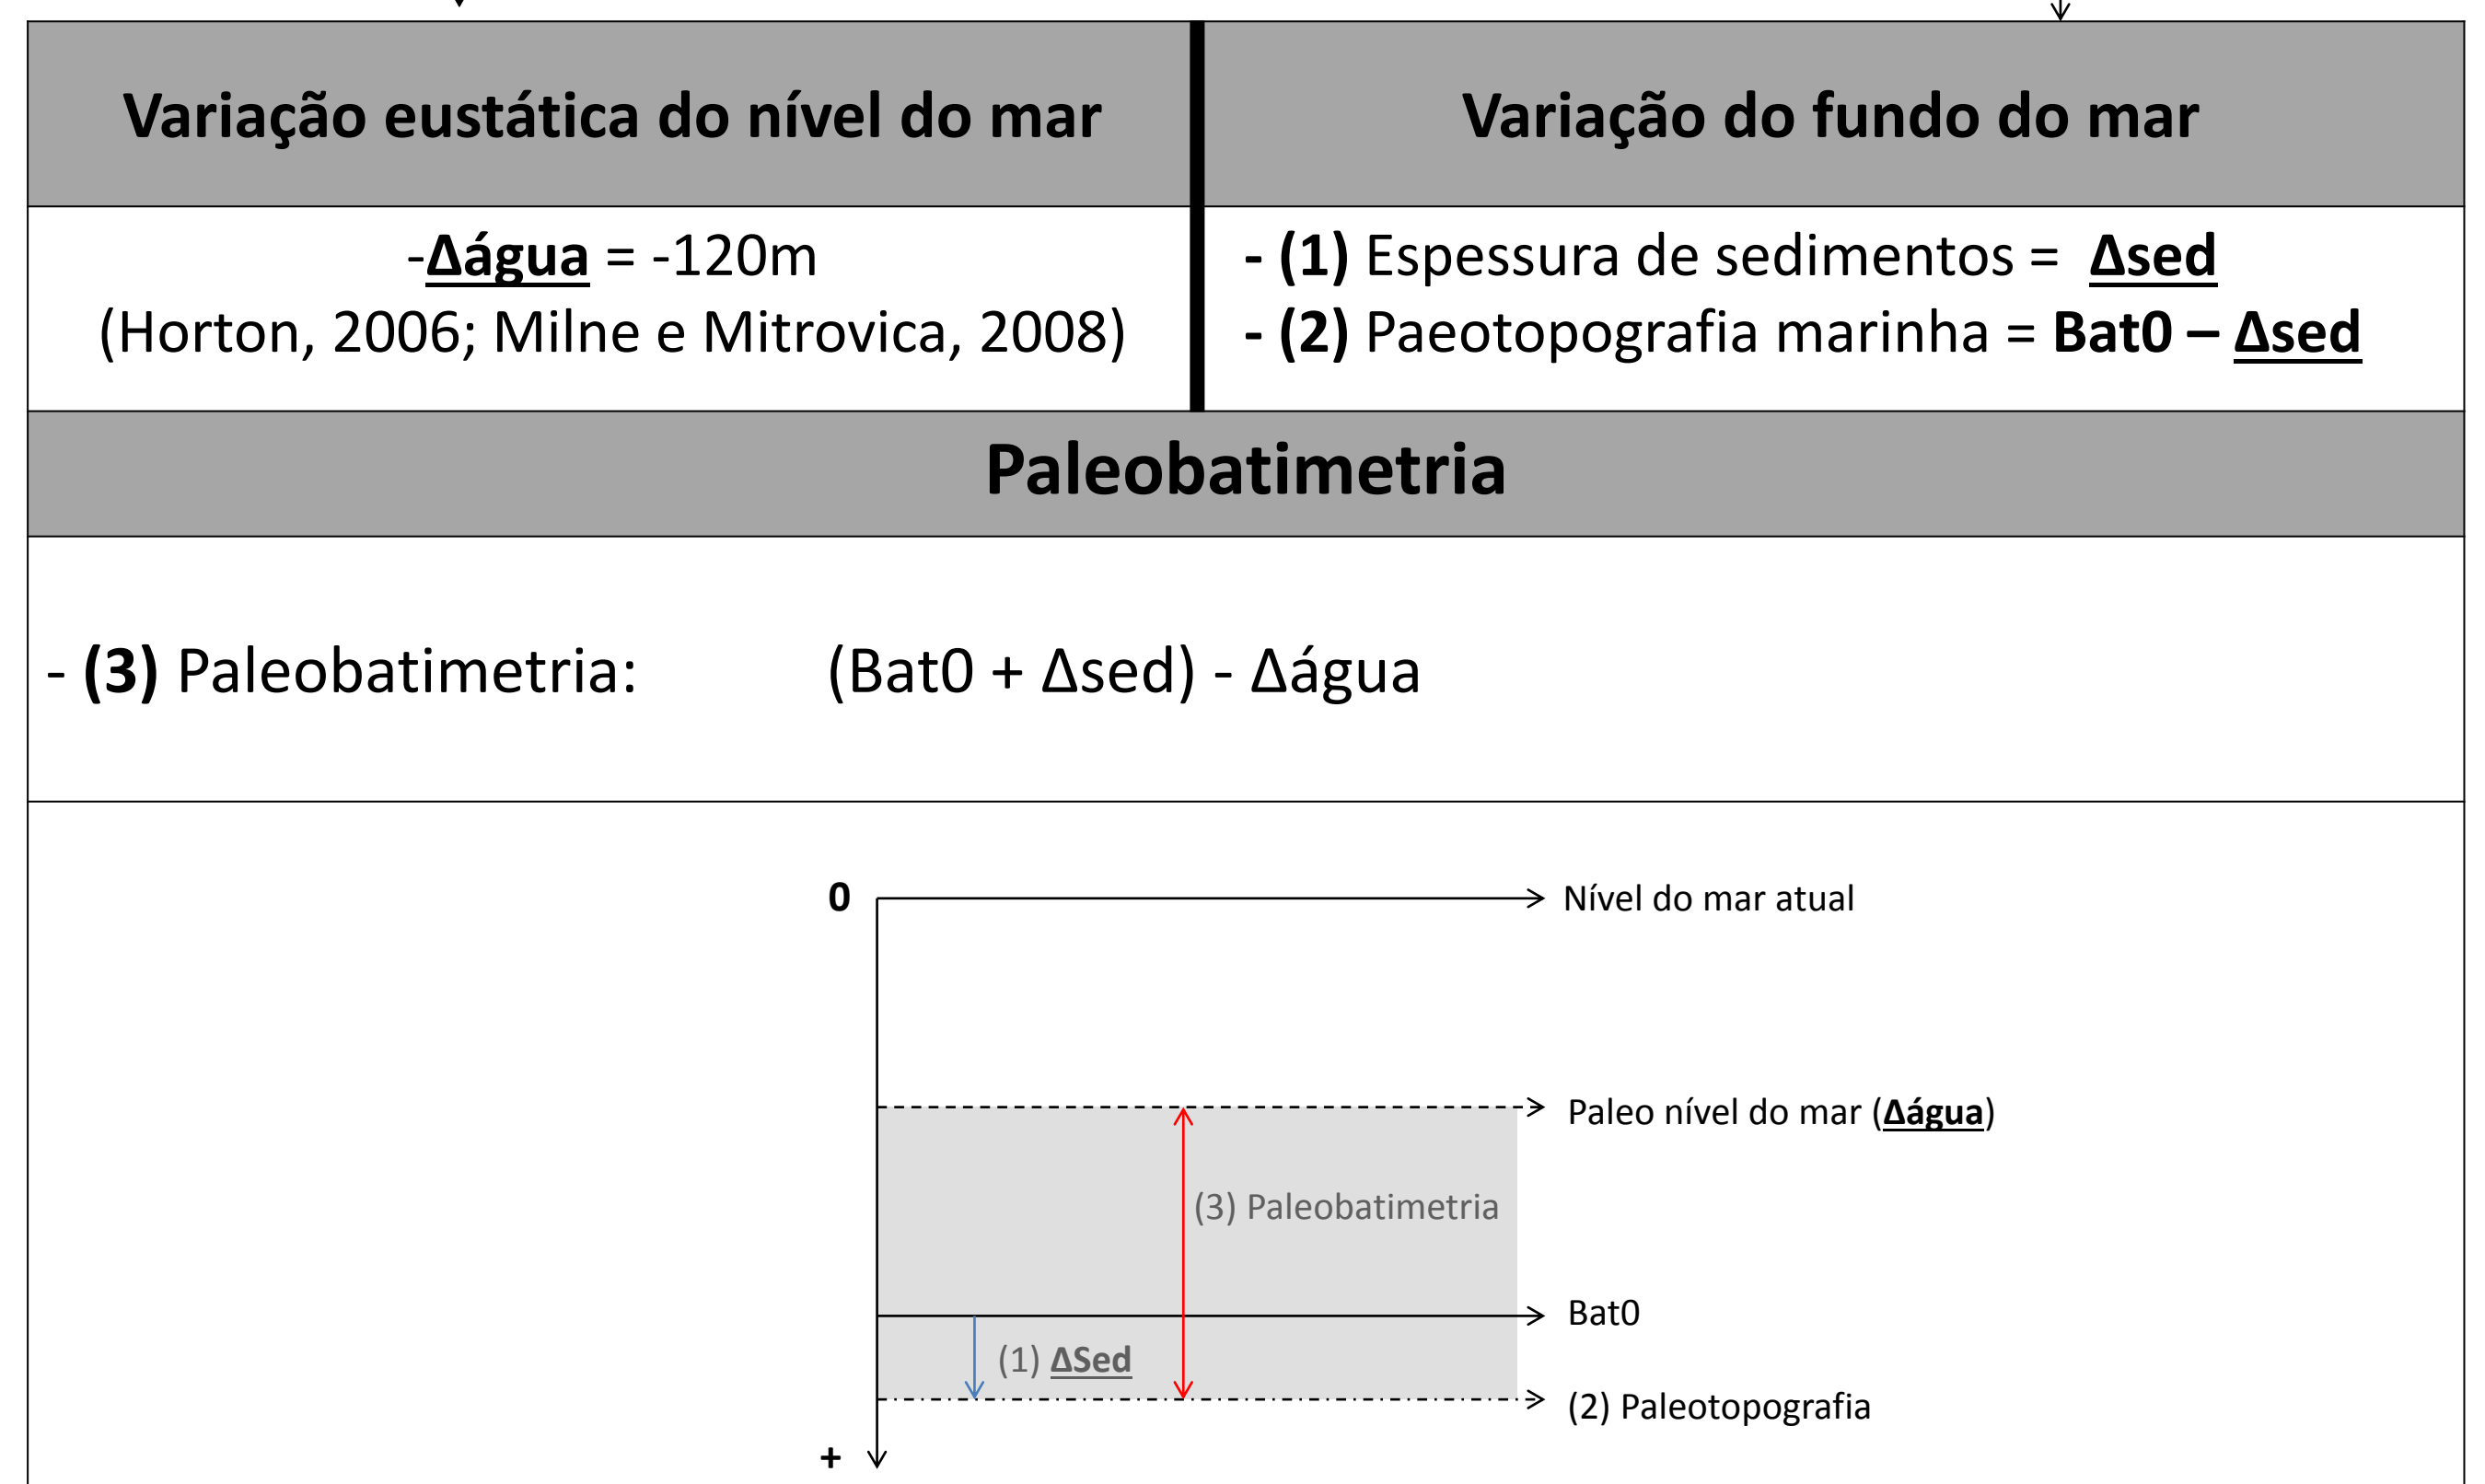 Variação eustática do nível do mar
Variação do fundo do mar
-Δágua = -120m
(Horton, 2006; Milne e Mitrovica, 2008)
- (1) Espessura de sedimentos = Δsed
- (2) Paeotopografia marinha = Bat0 – Δsed
Paleobatimetria
- (3) Paleobatimetria: (Bat0 + Δsed) - Δágua
0
Nível do mar atual
Paleo nível do mar (Δágua)
(3) Paleobatimetria
Bat0
(1) ΔSed
(2) Paleotopografia
+